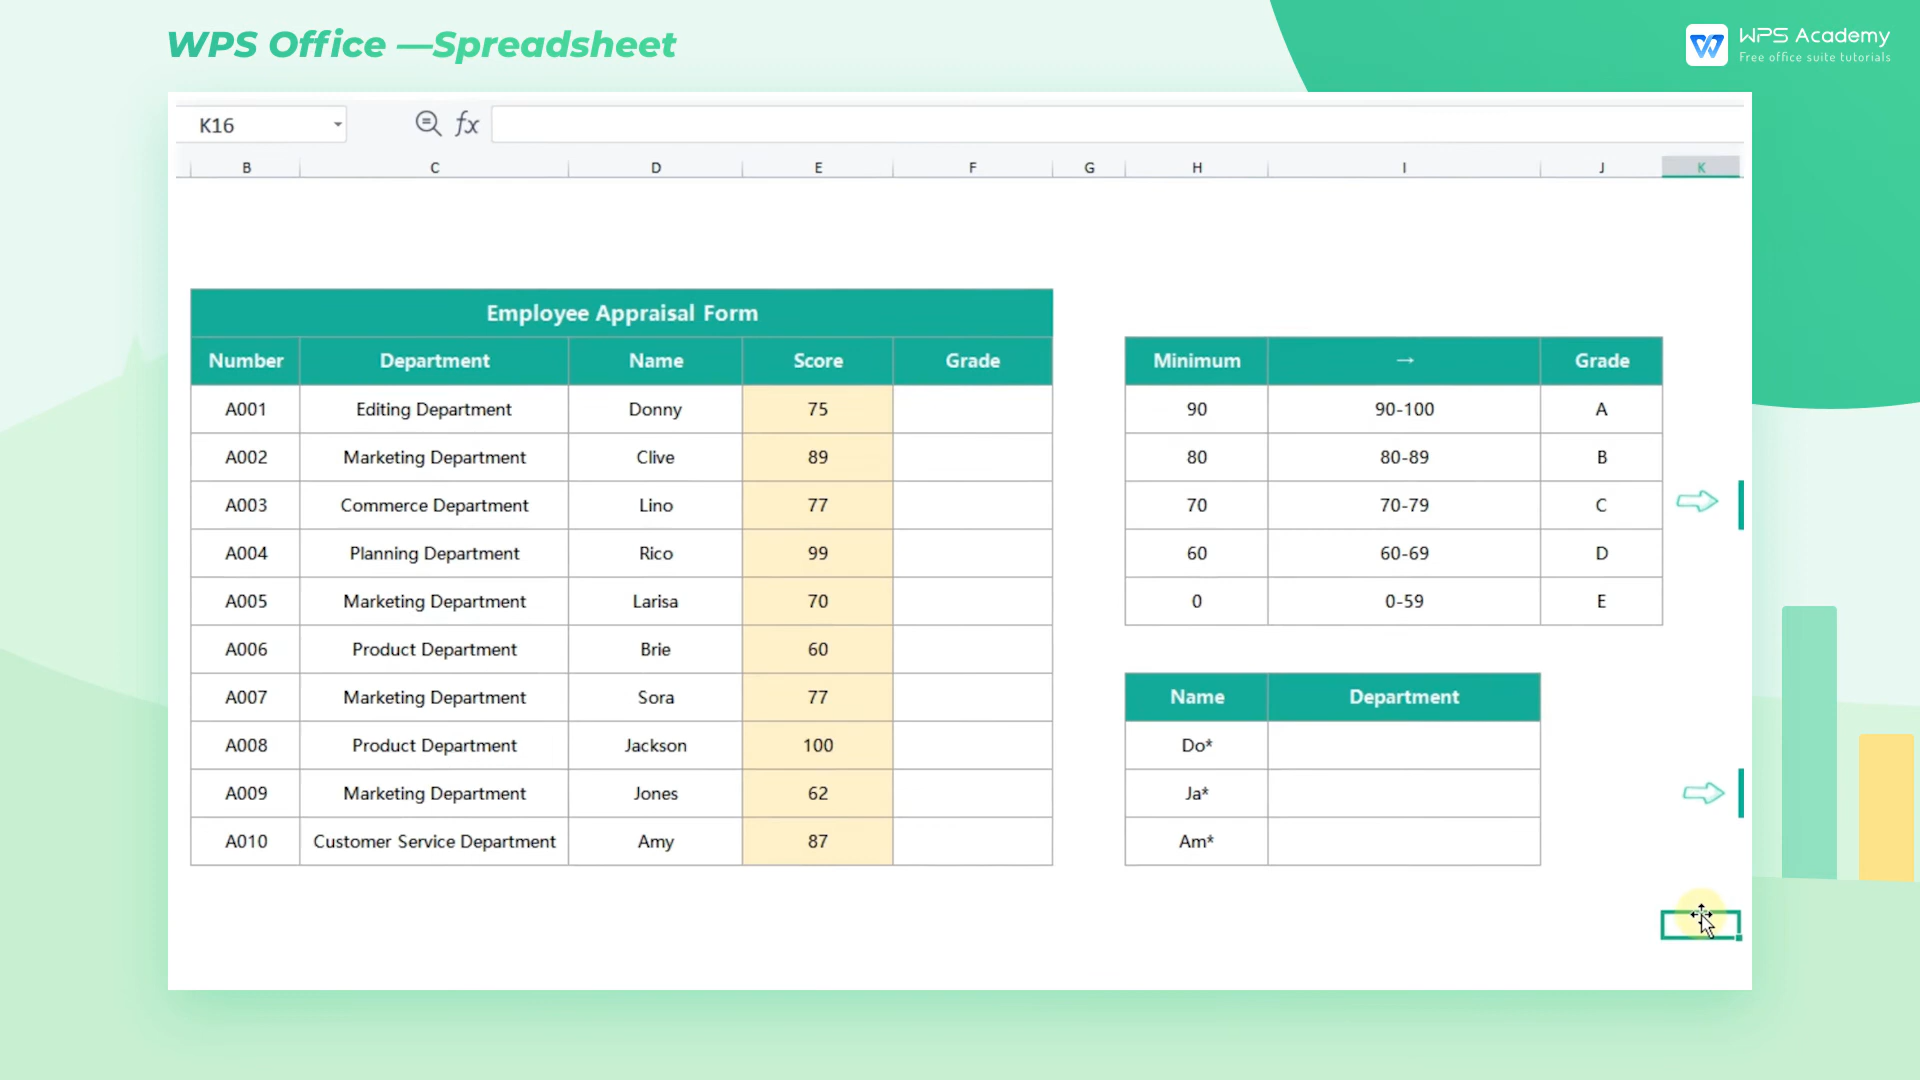 WPS Office —Spreadsheet
WPS Academy
Free office suite tutorials
K16
fx
B C D E F G H I J K
Employee Appraisal Form
Number Department Name Score Grade
A001 Editing Department Donny 75
A002 Marketing Department Clive 89
A003 Commerce Department Lino 77
A004 Planning Department Rico 99
A005 Marketing Department Larisa 70
A006 Product Department Brie 60
A007 Marketing Department Sora 77
A008 Product Department Jackson 100
A009 Marketing Department Jones 62
A010 Customer Service Department Amy 87
Minimum → Grade
90 90-100 A
80 80-89 B
70 70-79 C
60 60-69 D
0 0-59 E
Name Department
Do*
Ja*
Am*